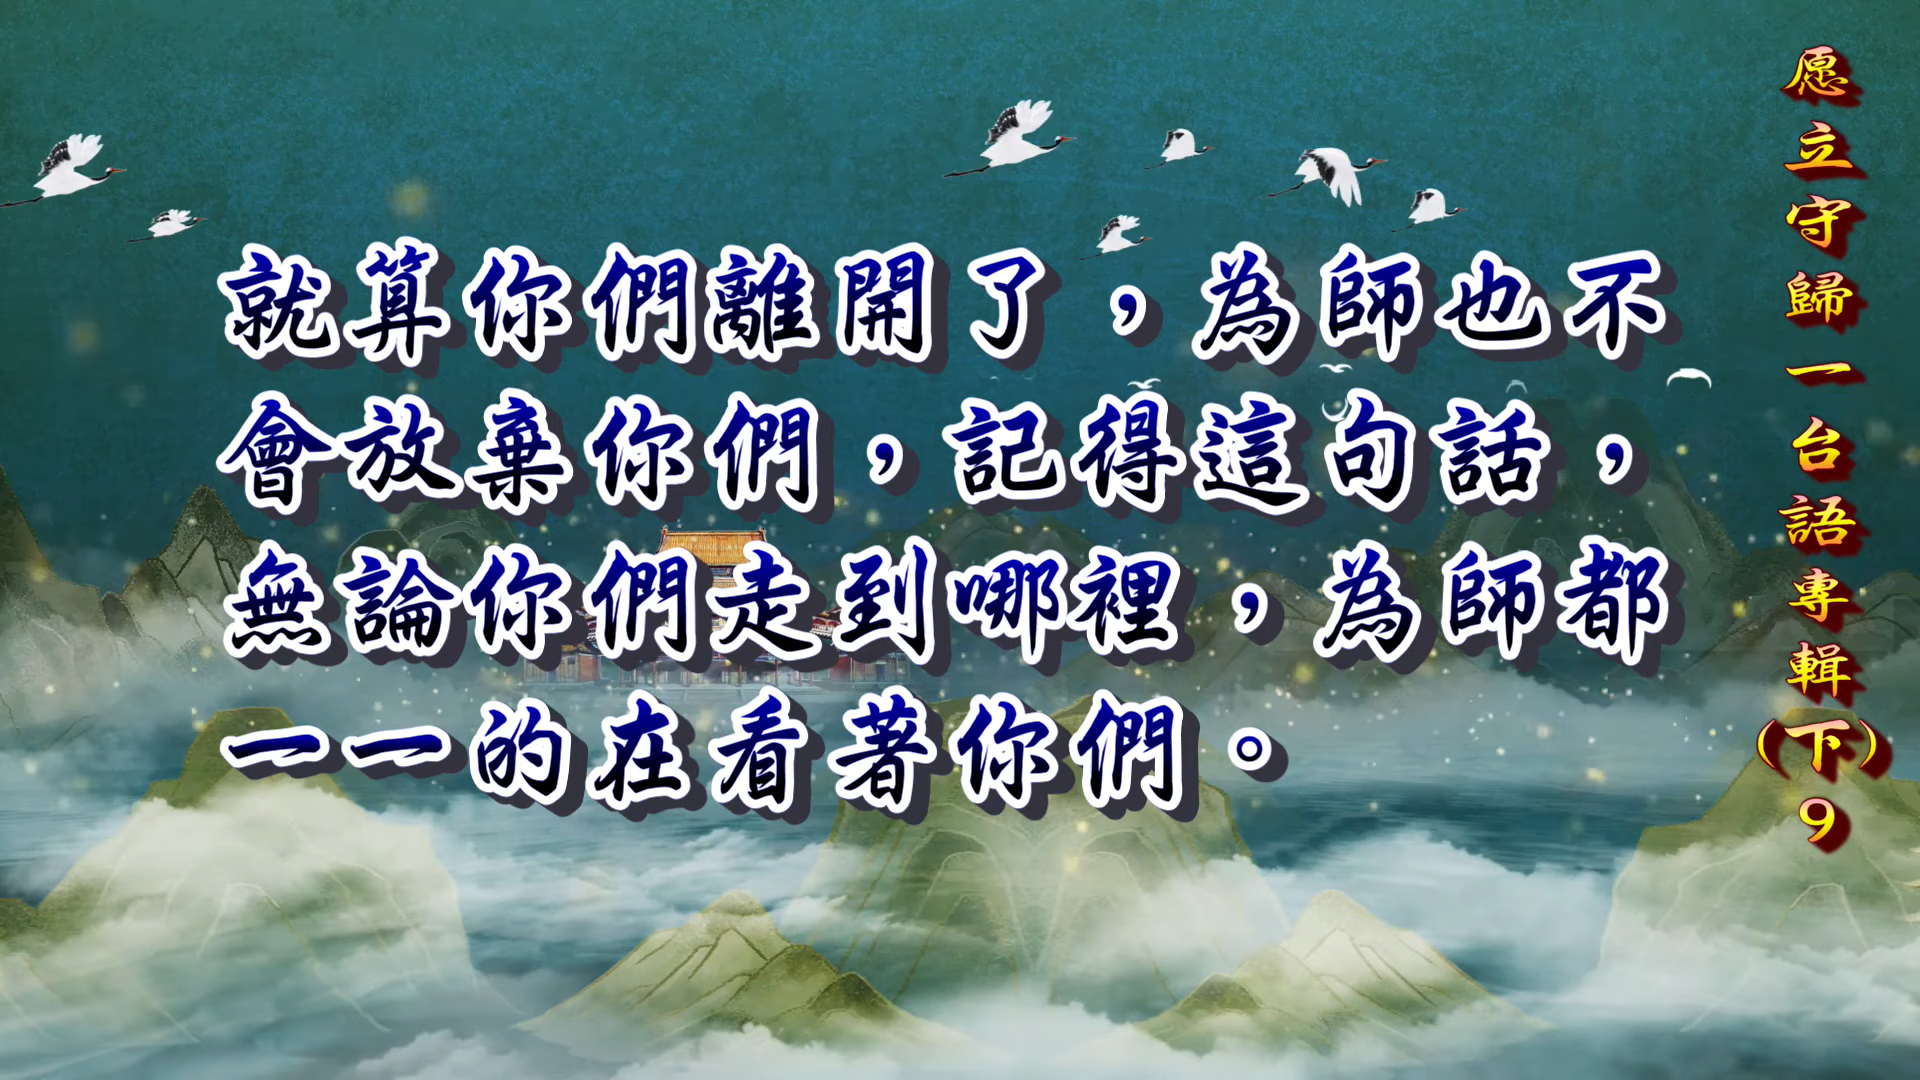 就算你們離開了，為師也不
會放棄你們，記得這句話，
無論你們走到哪裡，為師都
一一的在看著你們。
愿立守歸一台語專輯(下)9